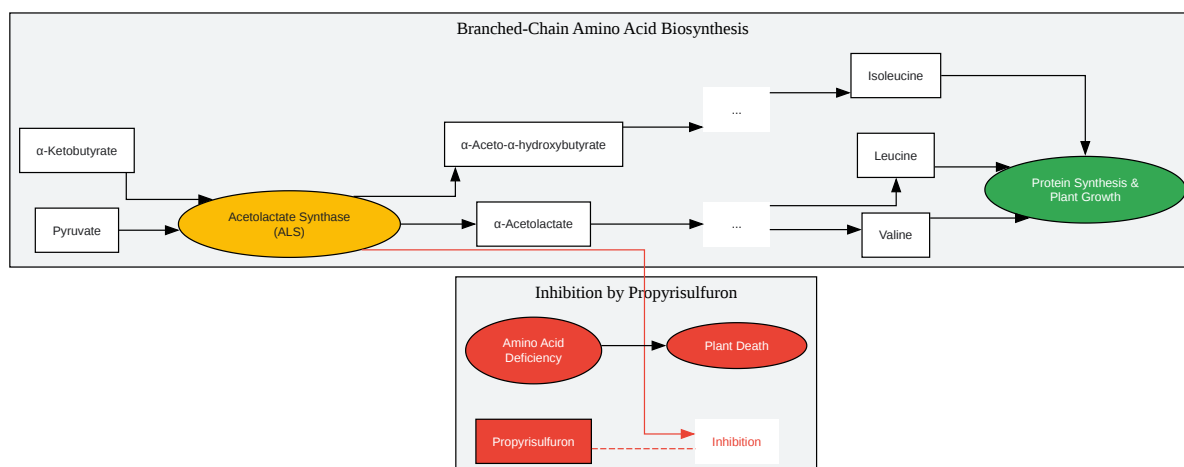 Branched-Chain Amino Acid Biosynthesis
Isoleucine
...
α-Ketobutyrate
α-Aceto-α-hydroxybutyrate
Leucine
Protein Synthesis &
Plant Growth
Pyruvate
Acetolactate Synthase
(ALS)
α-Acetolactate
...
Valine
Inhibition by Propyrisulfuron
Amino Acid
Deficiency
Plant Death
Propyrisulfuron
Inhibition